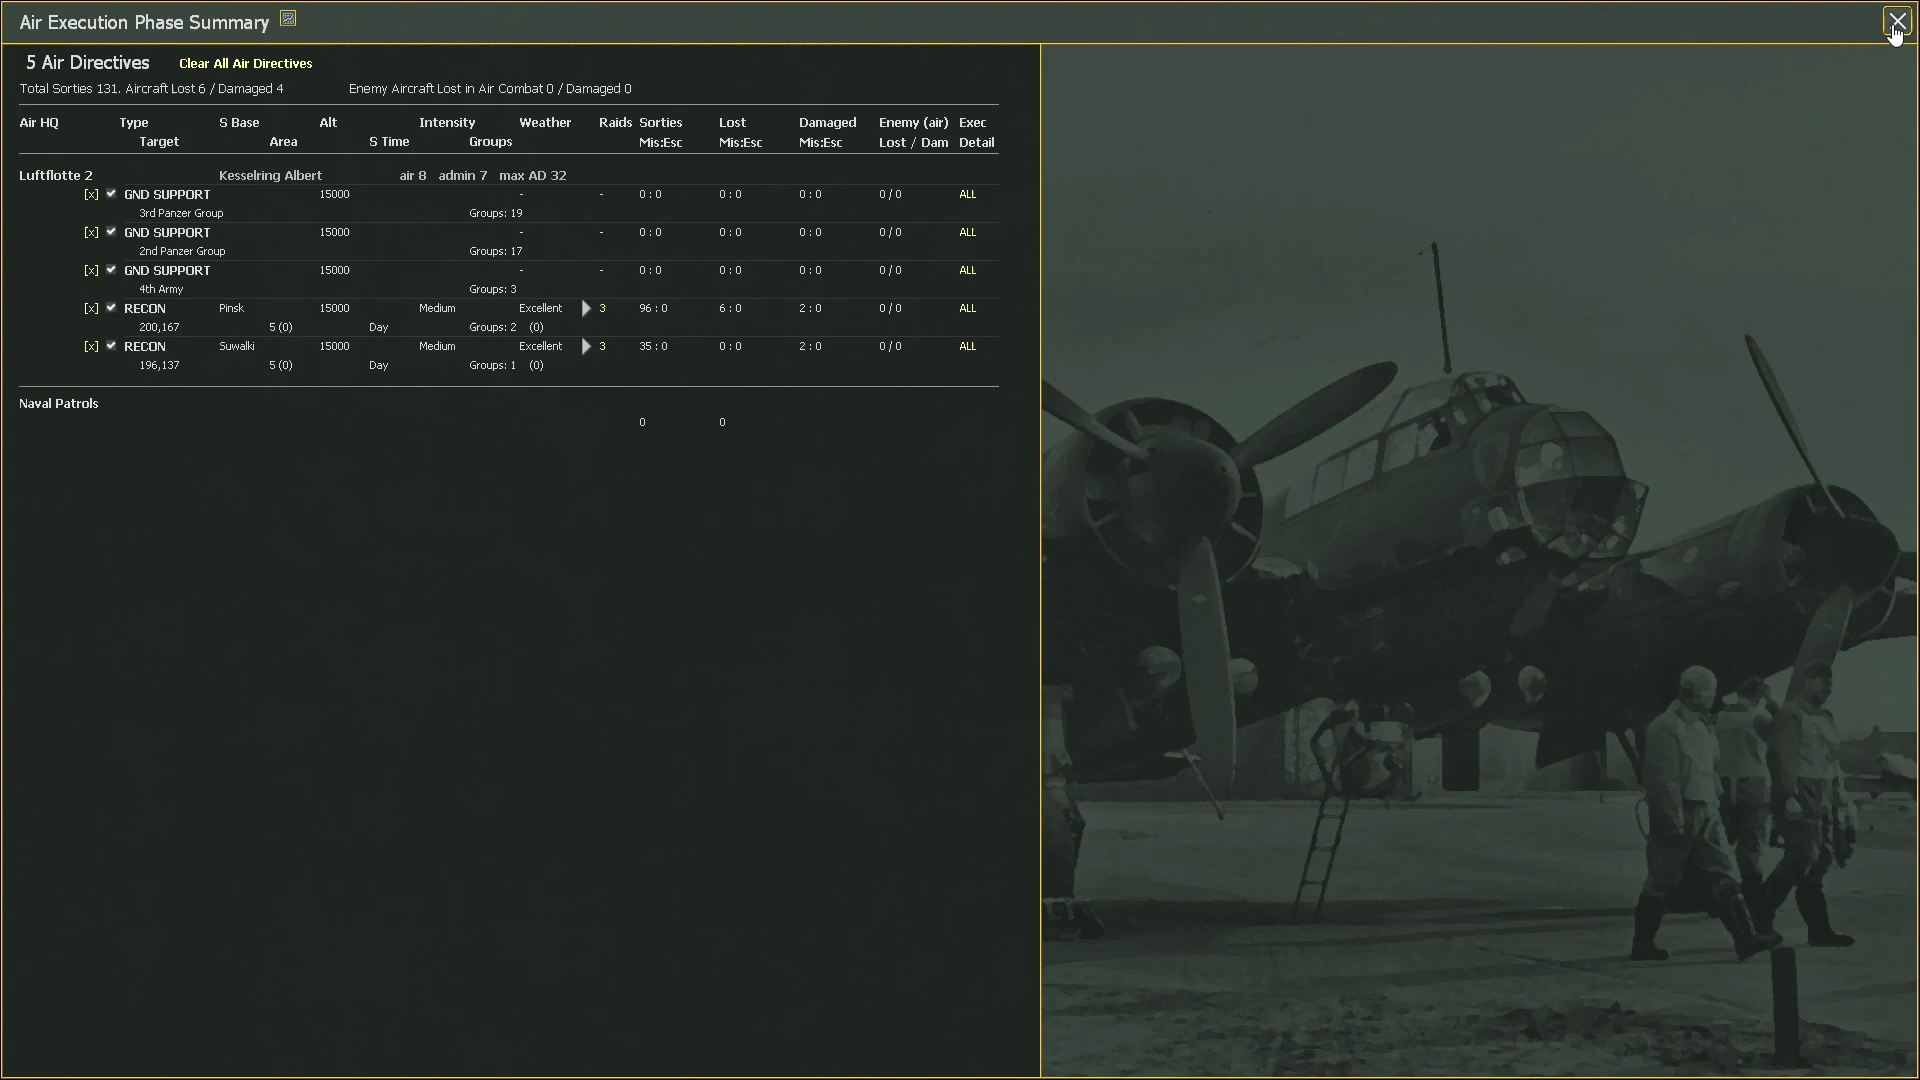 Air Execution Phase Summary
5 Air Directives Clear All Air Directives
Total Sorties 131. Aircraft Lost 6 / Damaged 4 Enemy Aircraft Lost in Air Combat 0 / Damaged 0
Air HQ Type S Base Alt Intensity Weather Raids Sorties Lost Damaged Enemy (air) Exec
Target Area S Time Groups Mis:Esc Mis:Esc Mis:Esc Lost / Dam Detail
Luftflotte 2 Kesselring Albert air 8 admin 7 max AD 32
[x] GND SUPPORT 15000 - - 0 : 0 0 : 0 0 : 0 0 / 0 ALL
3rd Panzer Group Groups: 19
[x] GND SUPPORT 15000 - - 0 : 0 0 : 0 0 : 0 0 / 0 ALL
2nd Panzer Group Groups: 17
[x] GND SUPPORT 15000 - - 0 : 0 0 : 0 0 : 0 0 / 0 ALL
4th Army Groups: 3
[x] RECON Pinsk 15000 Medium Excellent 3 96 : 0 6 : 0 2 : 0 0 / 0 ALL
200,167 5 (0) Day Groups: 2 (0)
[x] RECON Suwalki 15000 Medium Excellent 3 35 : 0 0 : 0 2 : 0 0 / 0 ALL
196,137 5 (0) Day Groups: 1 (0)
Naval Patrols
0 0